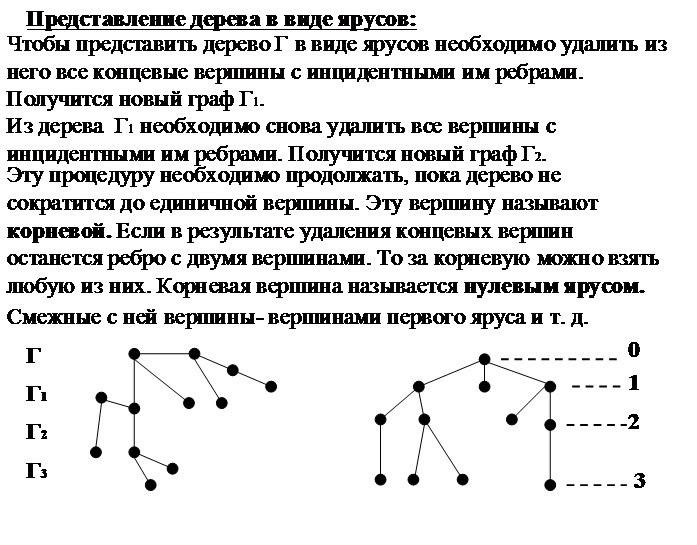 Представление дерева в виде ярусов:
Чтобы представить дерево Г в виде ярусов необходимо удалить из
него все концевые вершины с инцидентными им ребрами.
Получится новый граф Г1.
Из дерева Г1 необходимо снова удалить все вершины с
инцидентными им ребрами. Получится новый граф Г2.
Эту процедуру необходимо продолжать, пока дерево не
сократится до единичной вершины. Эту вершину называют
корневой. Если в результате удаления концевых вершин
останется ребро с двумя вершинами. То за корневую можно взять
любую из них. Корневая вершина называется нулевым ярусом.
Смежные с ней вершины- вершинами первого яруса и т. д.
Г
Г1
Г2
Г3
0
1
2
3